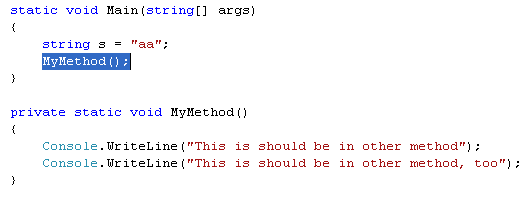 static void Main(string[] args)
{
    string s = "aa";
    MyMethod();
}

private static void MyMethod()
{
    Console.WriteLine("This is should be in other method");
    Console.WriteLine("This is should be in other method, too");
}